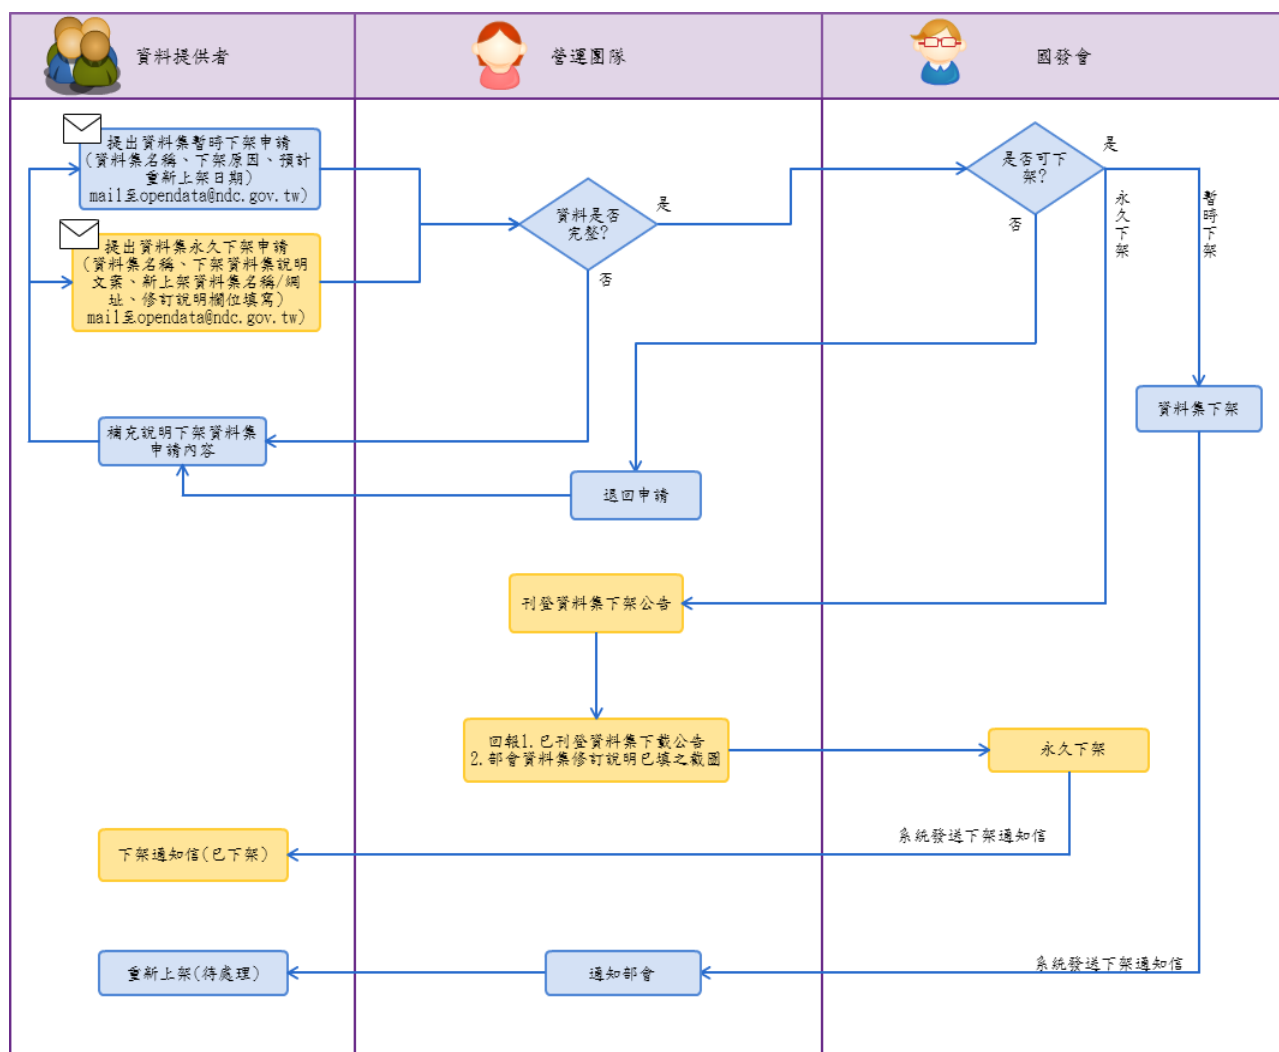 資料提供者
營運團隊
國發會
提出資料集暫時下架申請
(資料集名稱、下架原因、預計
重新上架日期)
mail至opendata@ndc.gov.tw)
提出資料集永久下架申請
(資料集名稱、下架資料集說明
文案、新上架資料集名稱/網
址、修訂說明欄位填寫)
mail至opendata@ndc.gov.tw)
資料是否
完整?
是
否
是否可下
架?
是
否
永久下架
暫時下架
資料集下架
補充說明下架資料集
申請內容
退回申請
刊登資料集下架公告
回報1.已刊登資料集下載公告
2.部會資料集修訂說明已填之截圖
永久下架
系統發送下架通知信
下架通知信(已下架)
系統發送下架通知信
通知部會
重新上架(待處理)